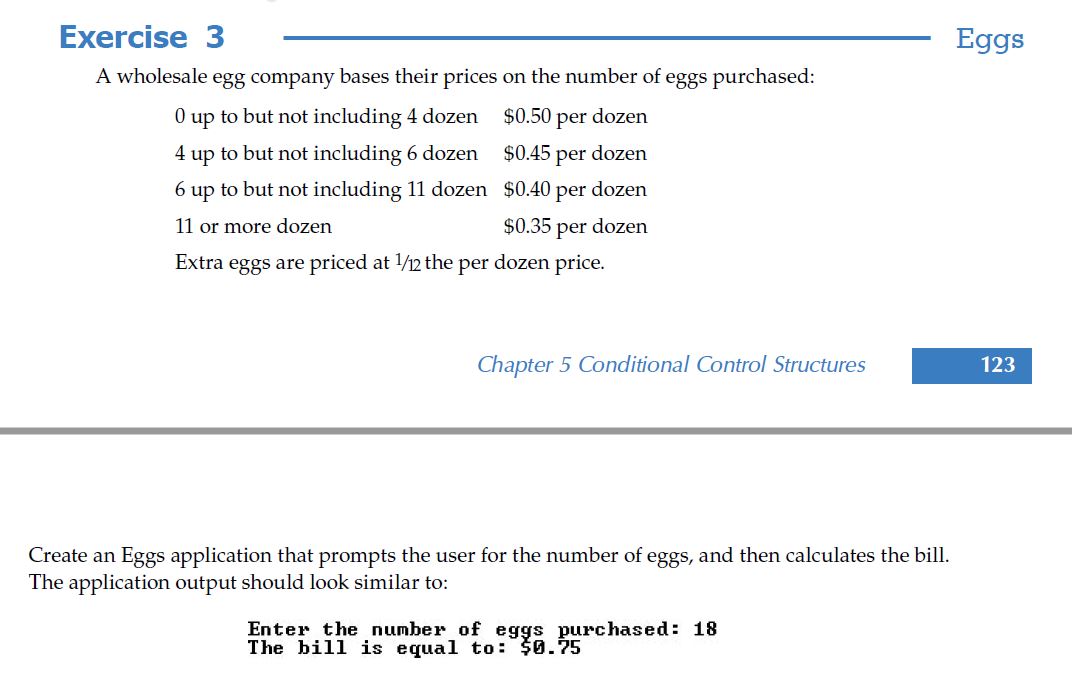 Exercise 3 Eggs
A wholesale egg company bases their prices on the number of eggs purchased:
0 up to but not including 4 dozen $0.50 per dozen
4 up to but not including 6 dozen $0.45 per dozen
6 up to but not including 11 dozen $0.40 per dozen
11 or more dozen $0.35 per dozen
Extra eggs are priced at 1/12 the per dozen price.
Chapter 5 Conditional Control Structures 123
Create an Eggs application that prompts the user for the number of eggs, and then calculates the bill.
The application output should look similar to:
Enter the number of eggs purchased: 18
The bill is equal to: $0.75